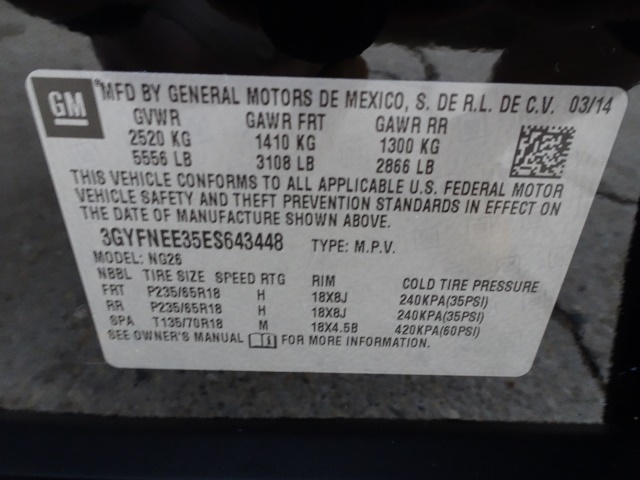 GM ®MFD BY GENERAL MOTORS DE MEXICO, S. DE R.L. DE C.V. 03/14
GVWR GAWR FRT GAWR RR
2520 KG 1410 KG 1300 KG
5556 LB 3108 LB 2866 LB
THIS VEHICLE CONFORMS TO ALL APPLICABLE U.S. FEDERAL MOTOR
VEHICLE SAFETY AND THEFT PREVENTION STANDARDS IN EFFECT ON
THE DATE OF MANUFACTURE SHOWN ABOVE.
3GYFNEE35ES643448 TYPE: M.P.V.
MODEL: NG26
NBBL TIRE SIZE SPEED RTG RIM COLD TIRE PRESSURE
FRT P235/65R18 H 18X8J 240KPA(35PSI)
RR P235/65R18 H 18X8J 240KPA(35PSI)
SPA T135/70R18 M 18X4.5B 420KPA(60PSI)
SEE OWNER'S MANUAL FOR MORE INFORMATION.